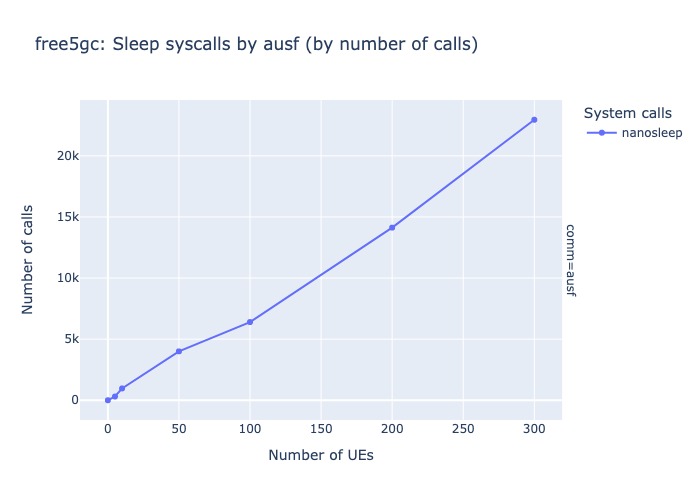 free5gc: Sleep syscalls by ausf (by number of calls)
System calls
nanosleep
Number of calls
20k
15k
10k
5k
0
comm=ausf
0 50 100 150 200 250 300
Number of UEs